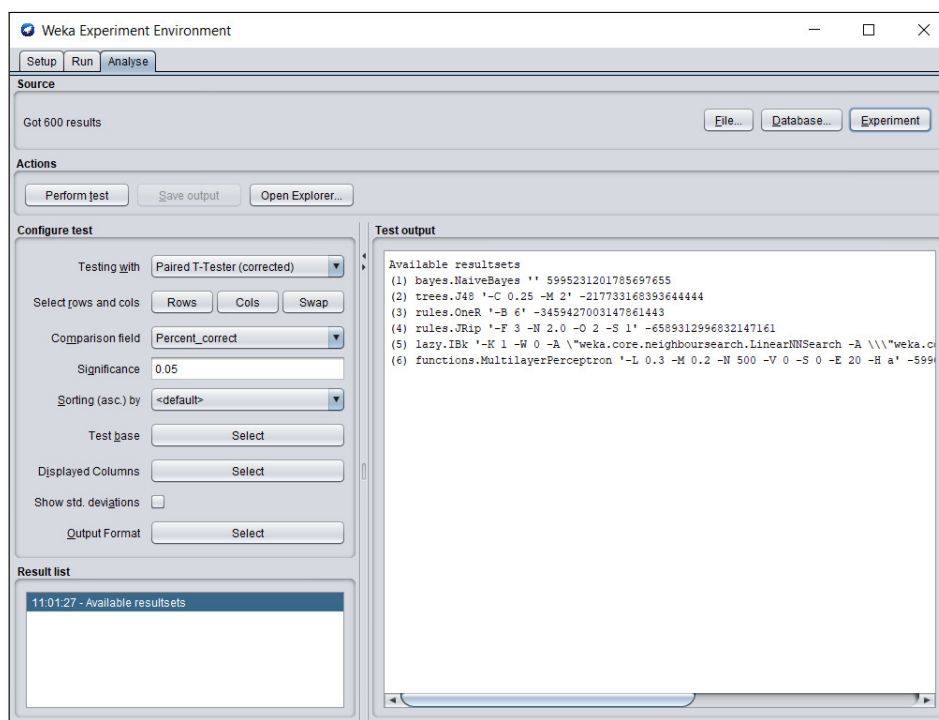 Weka Experiment Environment
Setup Run Analyse
Source
Got 600 results
File... Database... Experiment
Actions
Perform test Save output Open Explorer...
Configure test
Testing with Paired T-Tester (corrected)
Select rows and cols Rows Cols Swap
Comparison field Percent_correct
Significance 0.05
Sorting (asc.) by <default>
Test base Select
Displayed Columns Select
Show std. deviations
Output Format Select
Result list
11:01:27 - Available resultsets
Test output
Available resultsets
(1) bayes.NaiveBayes '' 5995231201785697655
(2) trees.J48 '-C 0.25 -M 2' -217733168393644444
(3) rules.OneR '-B 6' -3459427003147861443
(4) rules.JRip '-F 3 -N 2.0 -O 2 -S 1' -6589312996832147161
(5) lazy.IBk '-K 1 -W 0 -A \"weka.core.neighboursearch.LinearNNSearch -A \\\"weka.co
(6) functions.MultilayerPerceptron '-L 0.3 -M 0.2 -N 500 -V 0 -S 0 -E 20 -H a' -5990